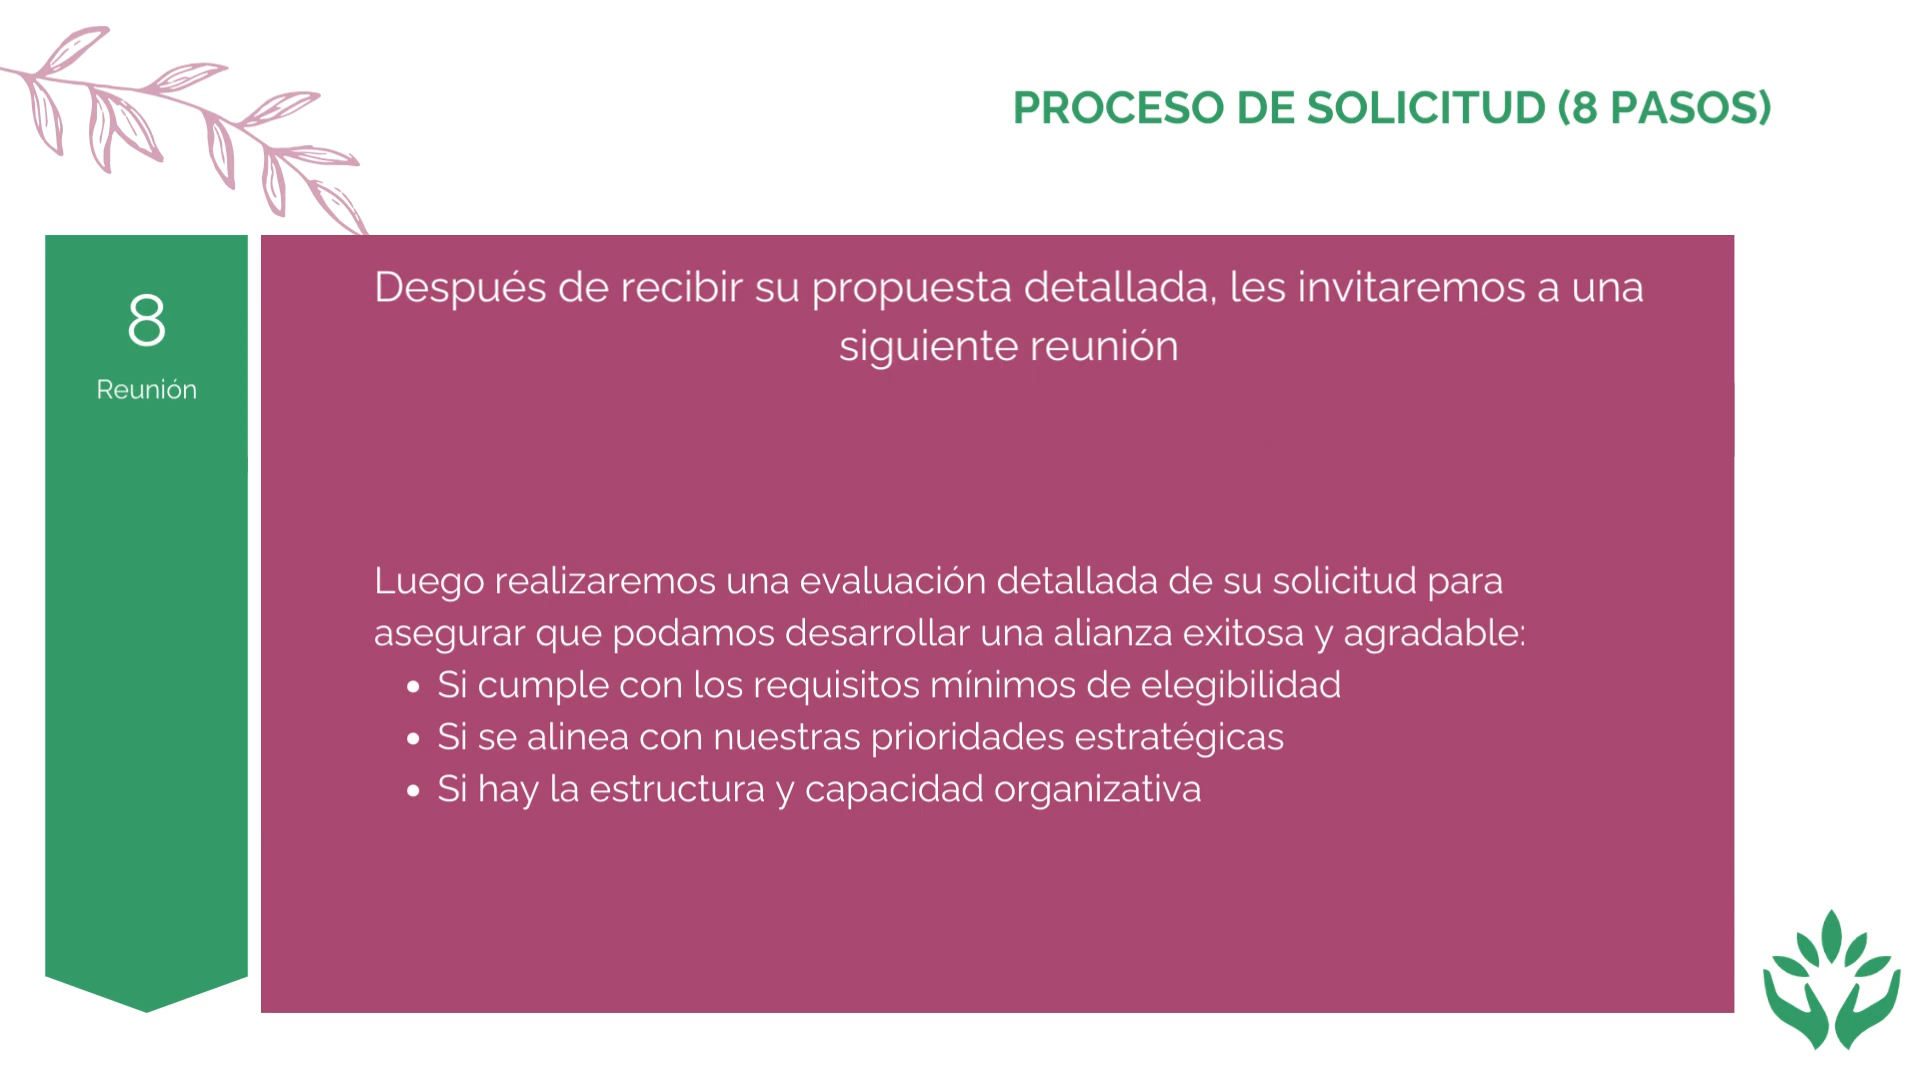 PROCESO DE SOLICITUD (8 PASOS)
8
Reunión
Después de recibir su propuesta detallada, les invitaremos a una
siguiente reunión
Luego realizaremos una evaluación detallada de su solicitud para
asegurar que podamos desarrollar una alianza exitosa y agradable:
• Si cumple con los requisitos mínimos de elegibilidad
• Si se alinea con nuestras prioridades estratégicas
• Si hay la estructura y capacidad organizativa